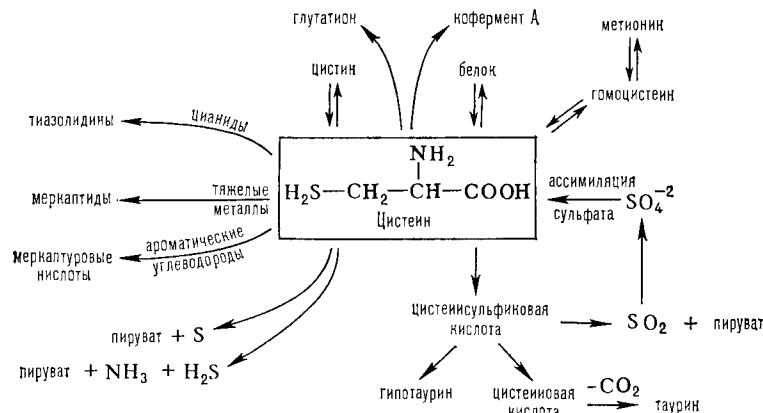 глутатион
кофермент А
метионин
цистин
белок
гомоцистеин
тиазолидины
цианиды
NH₂
H₂S—CH₂—CH—COOH
Цистеин
ассимиляция
сульфата
SO₄⁻²
меркаптиды
тяжелые
металлы
меркаптуровые
кислоты
ароматические
углеводороды
цистеинсульфиновая
кислота
SO₂ + пируват
пируват + S
пируват + NH₃ + H₂S
гипотаурин
цистеиновая
кислота
–CO₂
таурин